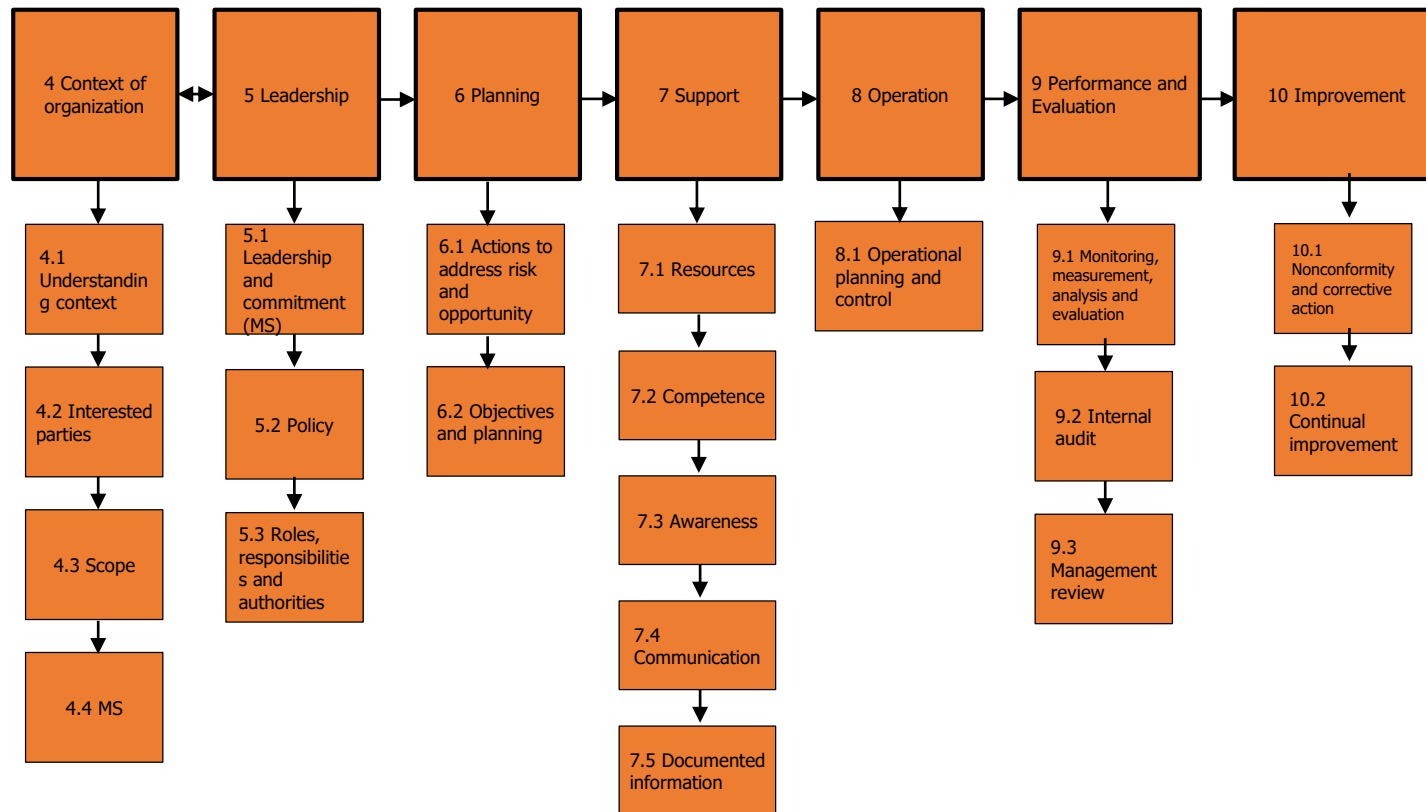 4 Context of
organization
5 Leadership
6 Planning
7 Support
8 Operation
9 Performance and
Evaluation
10 Improvement
4.1
Understandin
g context
4.2 Interested
parties
4.3 Scope
4.4 MS
5.1
Leadership
and
commitment
(MS)
5.2 Policy
5.3 Roles,
responsibilitie
s and
authorities
6.1 Actions to
address risk
and
opportunity
6.2 Objectives
and planning
7.1 Resources
7.2 Competence
7.3 Awareness
7.4
Communication
7.5 Documented
information
8.1 Operational
planning and
control
9.1 Monitoring,
measurement,
analysis and
evaluation
9.2 Internal
audit
9.3
Management
review
10.1
Nonconformity
and corrective
action
10.2
Continual
improvement